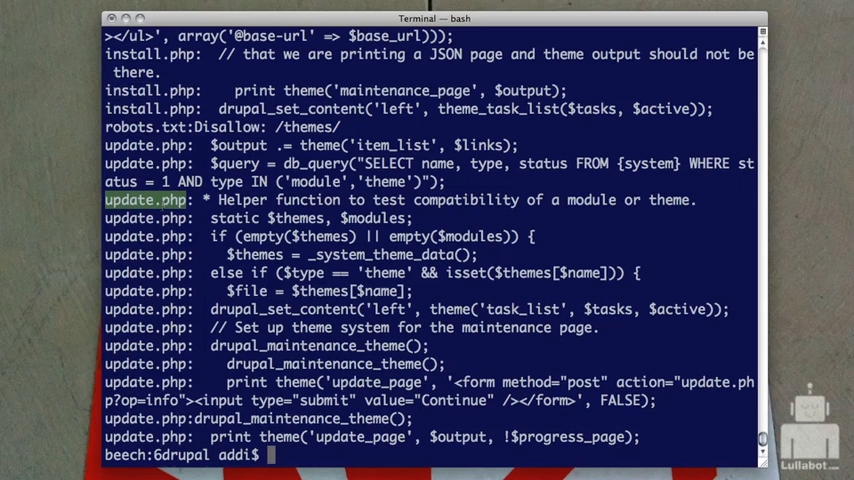 Terminal — bash
></ul>', array('@base-url' => $base_url)));
install.php:  // that we are printing a JSON page and theme output should not be
 there.
install.php:    print theme('maintenance_page', $output);
install.php:  drupal_set_content('left', theme_task_list($tasks, $active));
robots.txt:Disallow: /themes/
update.php:  $output .= theme('item_list', $links);
update.php:  $query = db_query("SELECT name, type, status FROM {system} WHERE st
atus = 1 AND type IN ('module','theme')");
update.php: * Helper function to test compatibility of a module or theme.
update.php:  static $themes, $modules;
update.php:  if (empty($themes) || empty($modules)) {
update.php:    $themes = _system_theme_data();
update.php:  else if ($type == 'theme' && isset($themes[$name])) {
update.php:    $file = $themes[$name];
update.php:  drupal_set_content('left', theme('task_list', $tasks, $active));
update.php:  // Set up theme system for the maintenance page.
update.php:  drupal_maintenance_theme();
update.php:    drupal_maintenance_theme();
update.php:    print theme('update_page', '<form method="post" action="update.ph
p?op=info"><input type="submit" value="Continue" /></form>', FALSE);
update.php:drupal_maintenance_theme();
update.php:  print theme('update_page', $output, !$progress_page);
beech:6drupal addi$
Lullabot